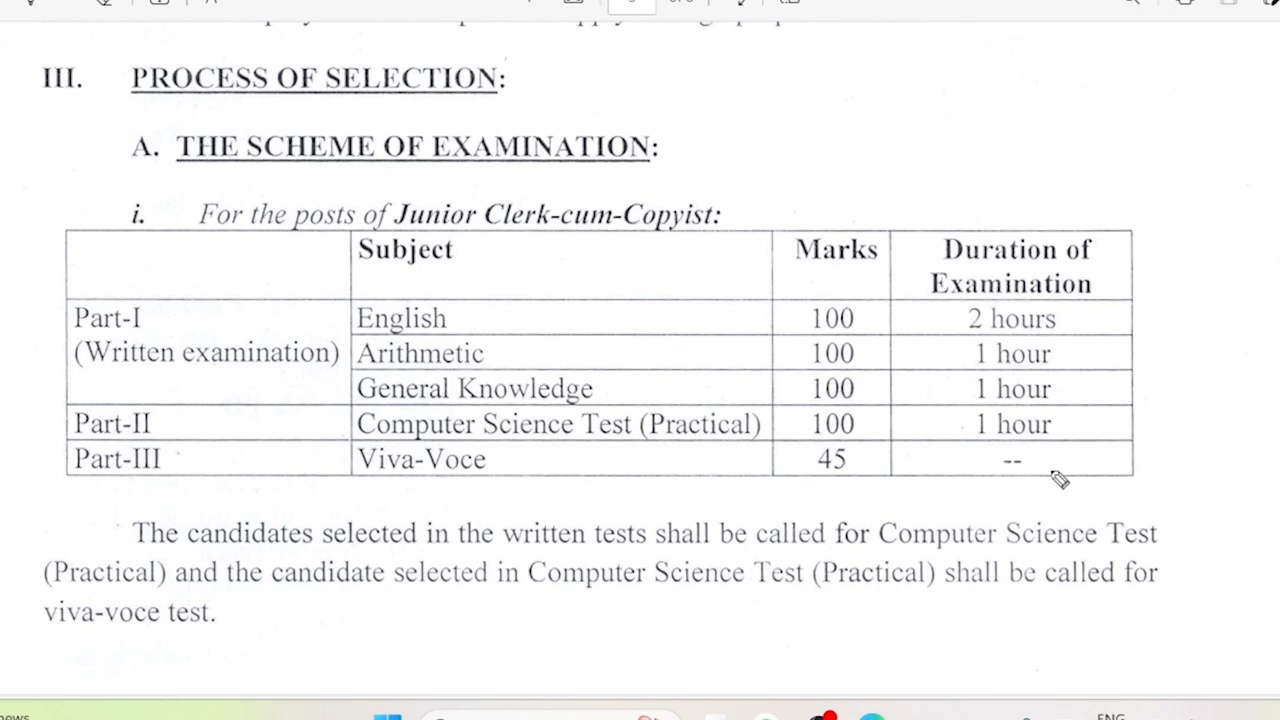 III. PROCESS OF SELECTION:
A. THE SCHEME OF EXAMINATION:
i. For the posts of Junior Clerk-cum-Copyist:
Subject Marks Duration of
Examination
Part-I English 100 2 hours
(Written examination) Arithmetic 100 1 hour
General Knowledge 100 1 hour
Part-II Computer Science Test (Practical) 100 1 hour
Part-III Viva-Voce 45 --
The candidates selected in the written tests shall be called for Computer Science Test
(Practical) and the candidate selected in Computer Science Test (Practical) shall be called for
viva-voce test.
news ENG